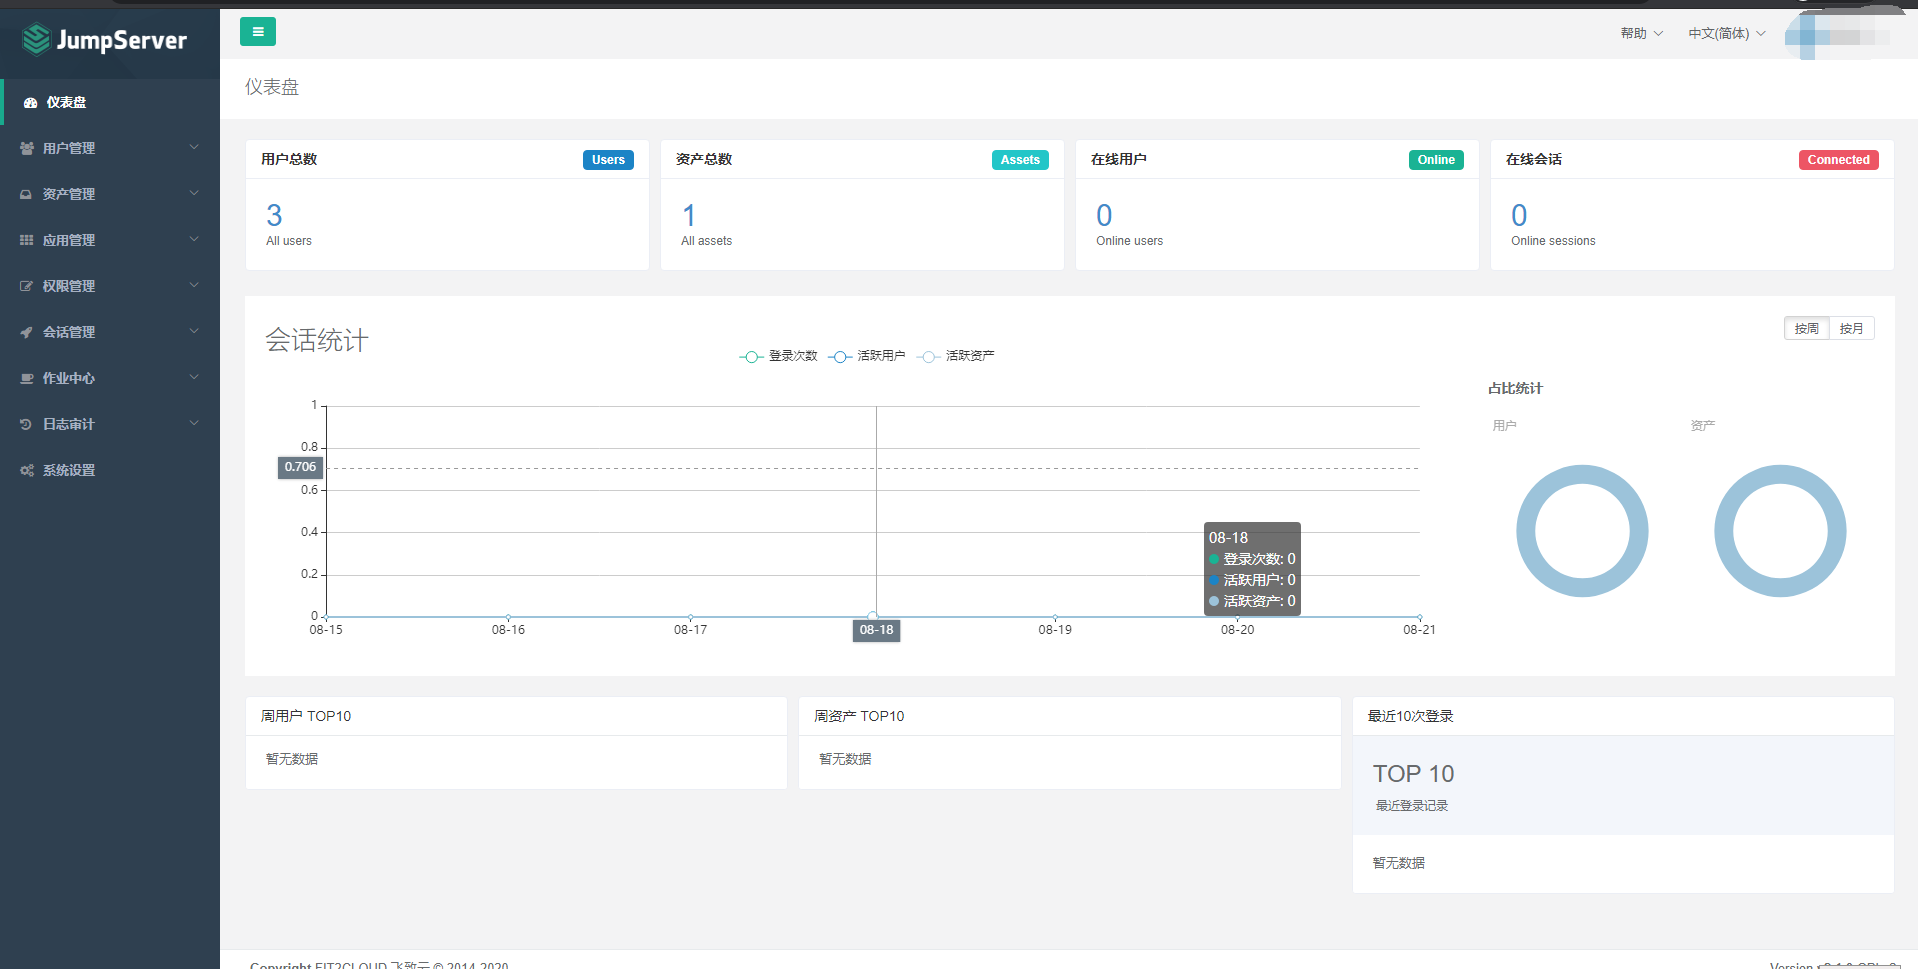 JumpServer
帮助
中文(简体)
仪表盘
用户管理
资产管理
应用管理
权限管理
会话管理
作业中心
日志审计
系统设置
仪表盘
用户总数 Users
3
All users
资产总数 Assets
1
All assets
在线用户 Online
0
Online users
在线会话 Connected
0
Online sessions
会话统计
按周 按月
登录次数 活跃用户 活跃资产
1
0.8
0.706
0.6
0.4
0.2
0
08-15 08-16 08-17 08-18 08-19 08-20 08-21
08-18
登录次数: 0
活跃用户: 0
活跃资产: 0
占比统计
用户 资产
周用户 TOP10
暂无数据
周资产 TOP10
暂无数据
最近10次登录
TOP 10
最近登录记录
暂无数据
Copyright FIT2CLOUD 飞致云 © 2014-2020
Version